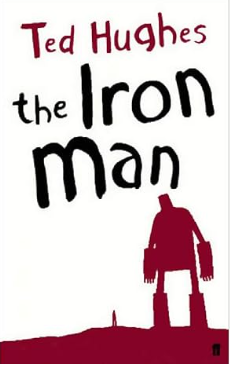 Ted Hughes
the Iron
man